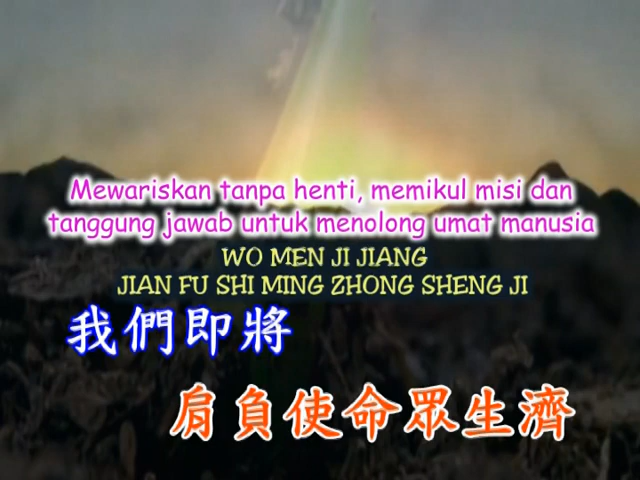 Mewariskan tanpa henti, memikul misi dan
tanggung jawab untuk menolong umat manusia
WO MEN JI JIANG
JIAN FU SHI MING ZHONG SHENG JI
我們即將
肩負使命眾生濟